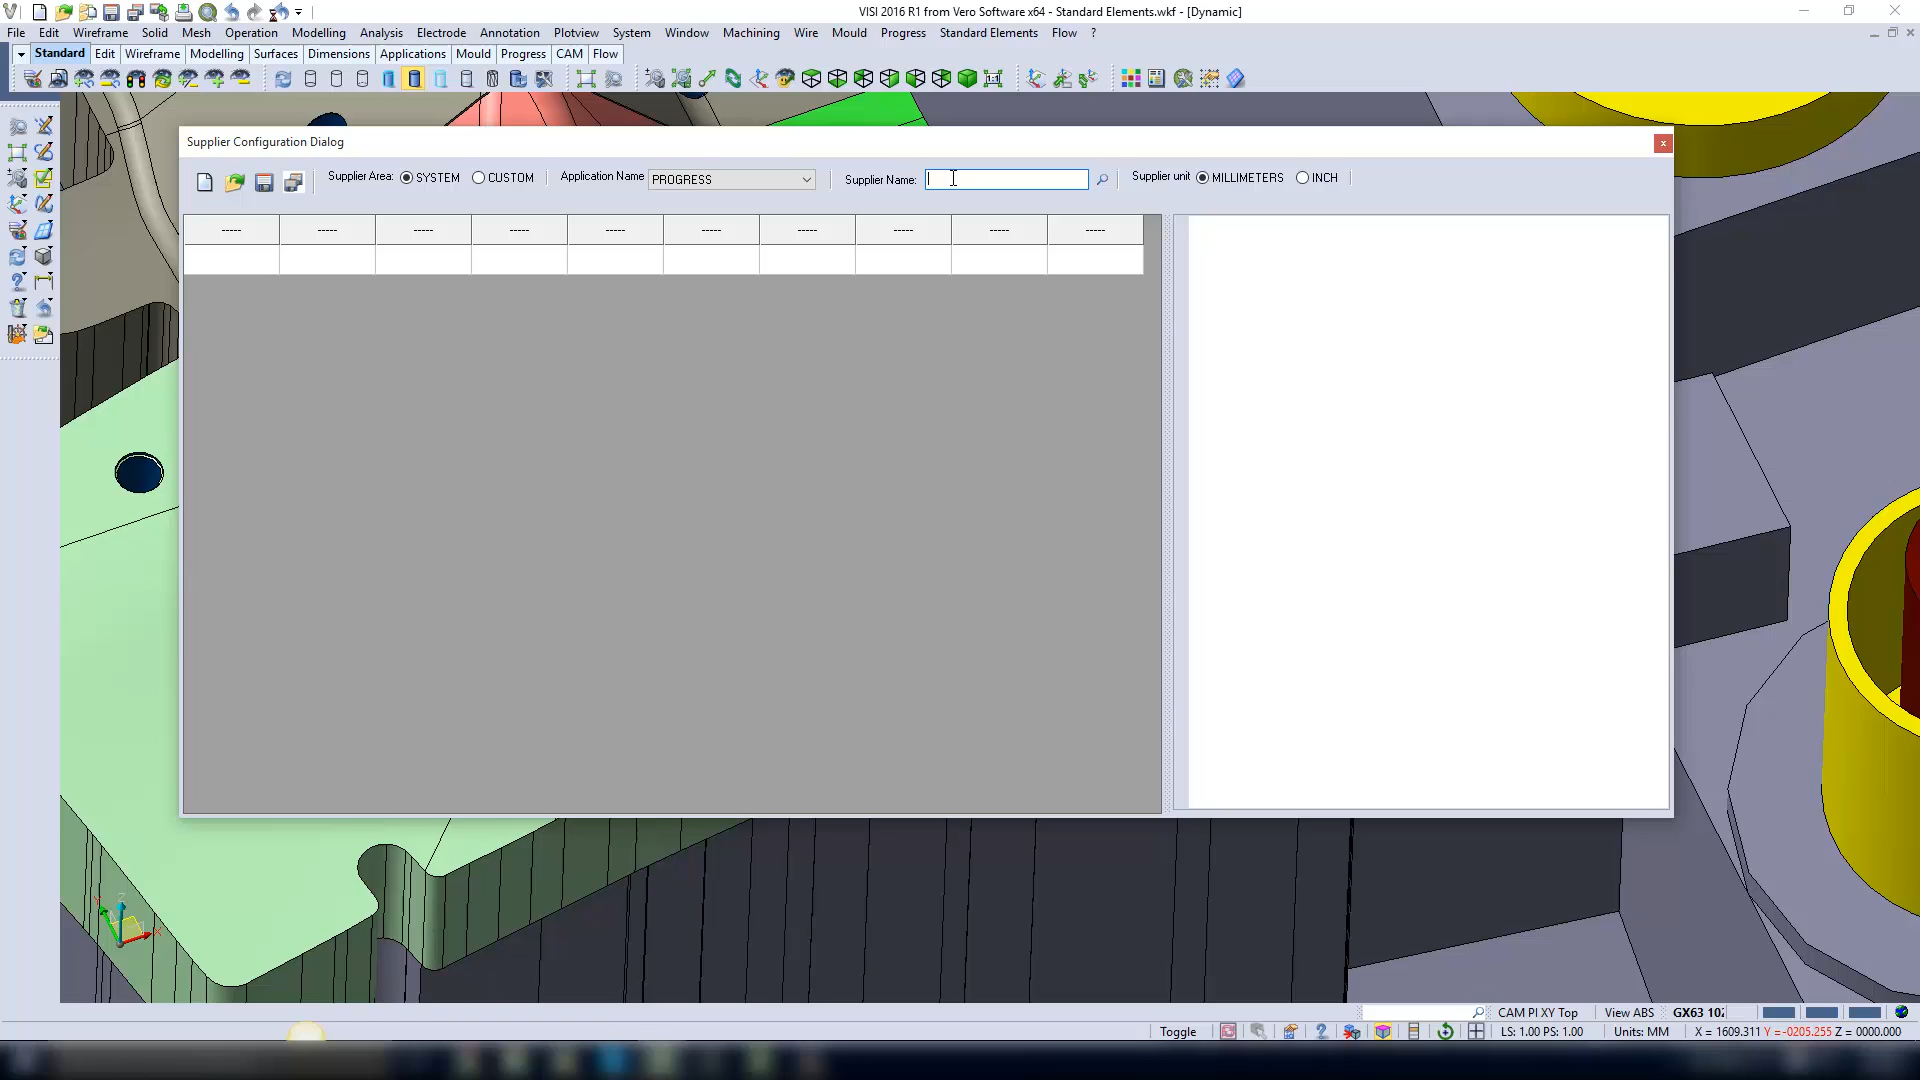 VISI 2016 R1 from Vero Software x64 - Standard Elements.wkf - [Dynamic]
File Edit Wireframe Solid Mesh Operation Modelling Analysis Electrode Annotation Plotview System Window Machining Wire Mould Progress Standard Elements Flow ?
Standard Edit Wireframe Modelling Surfaces Dimensions Applications Mould Progress CAM Flow
1:1
Supplier Configuration Dialog
x
Supplier Area: SYSTEM CUSTOM Application Name PROGRESS Supplier Name: Supplier unit MILLIMETERS INCH
----- ----- ----- ----- ----- ----- ----- ----- ----- -----
Z
Y
X
CAM PI XY Top View ABS GX63 10
Toggle LS: 1.00 PS: 1.00 Units: MM X = 1609.311 Y =-0205.255 Z = 0000.000